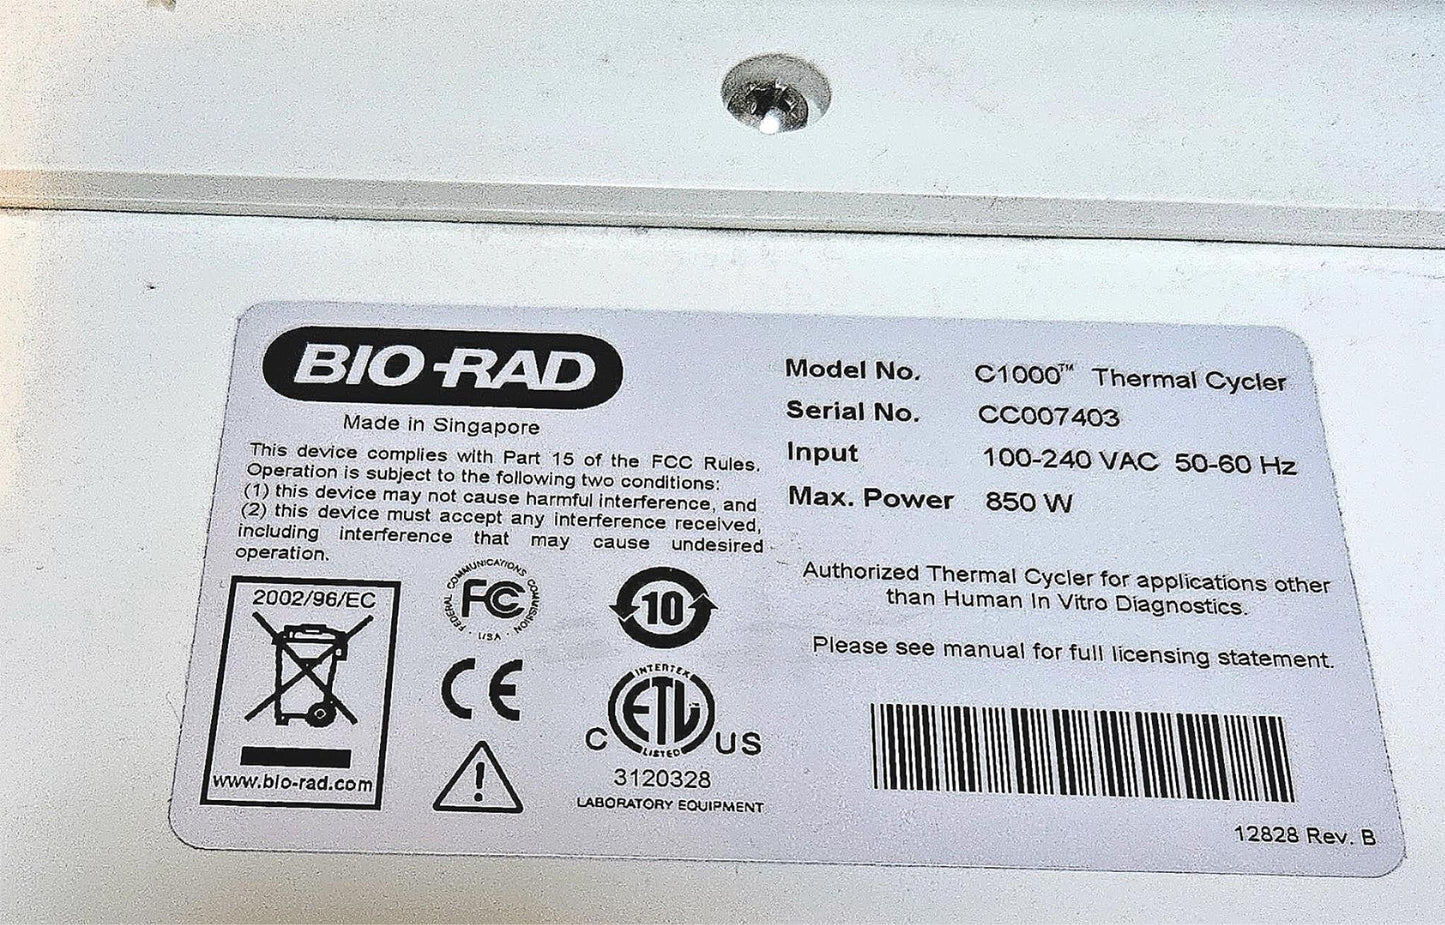 BIO-RAD
Made in Singapore
This device complies with Part 15 of the FCC Rules.
Operation is subject to the following two conditions:
(1) this device may not cause harmful interference, and
(2) this device must accept any interference received,
including interference that may cause undesired
operation.
Model No. C1000™ Thermal Cycler
Serial No. CC007403
Input 100-240 VAC 50-60 Hz
Max. Power 850 W
Authorized Thermal Cycler for applications other
than Human In Vitro Diagnostics.
Please see manual for full licensing statement.
2002/96/EC
www.bio-rad.com
FEDERAL COMMUNICATIONS COMMISSION
FC
· USA ·
CE
!
10
INTERTEK
C ETL US
LISTED
3120328
LABORATORY EQUIPMENT
12828 Rev. B